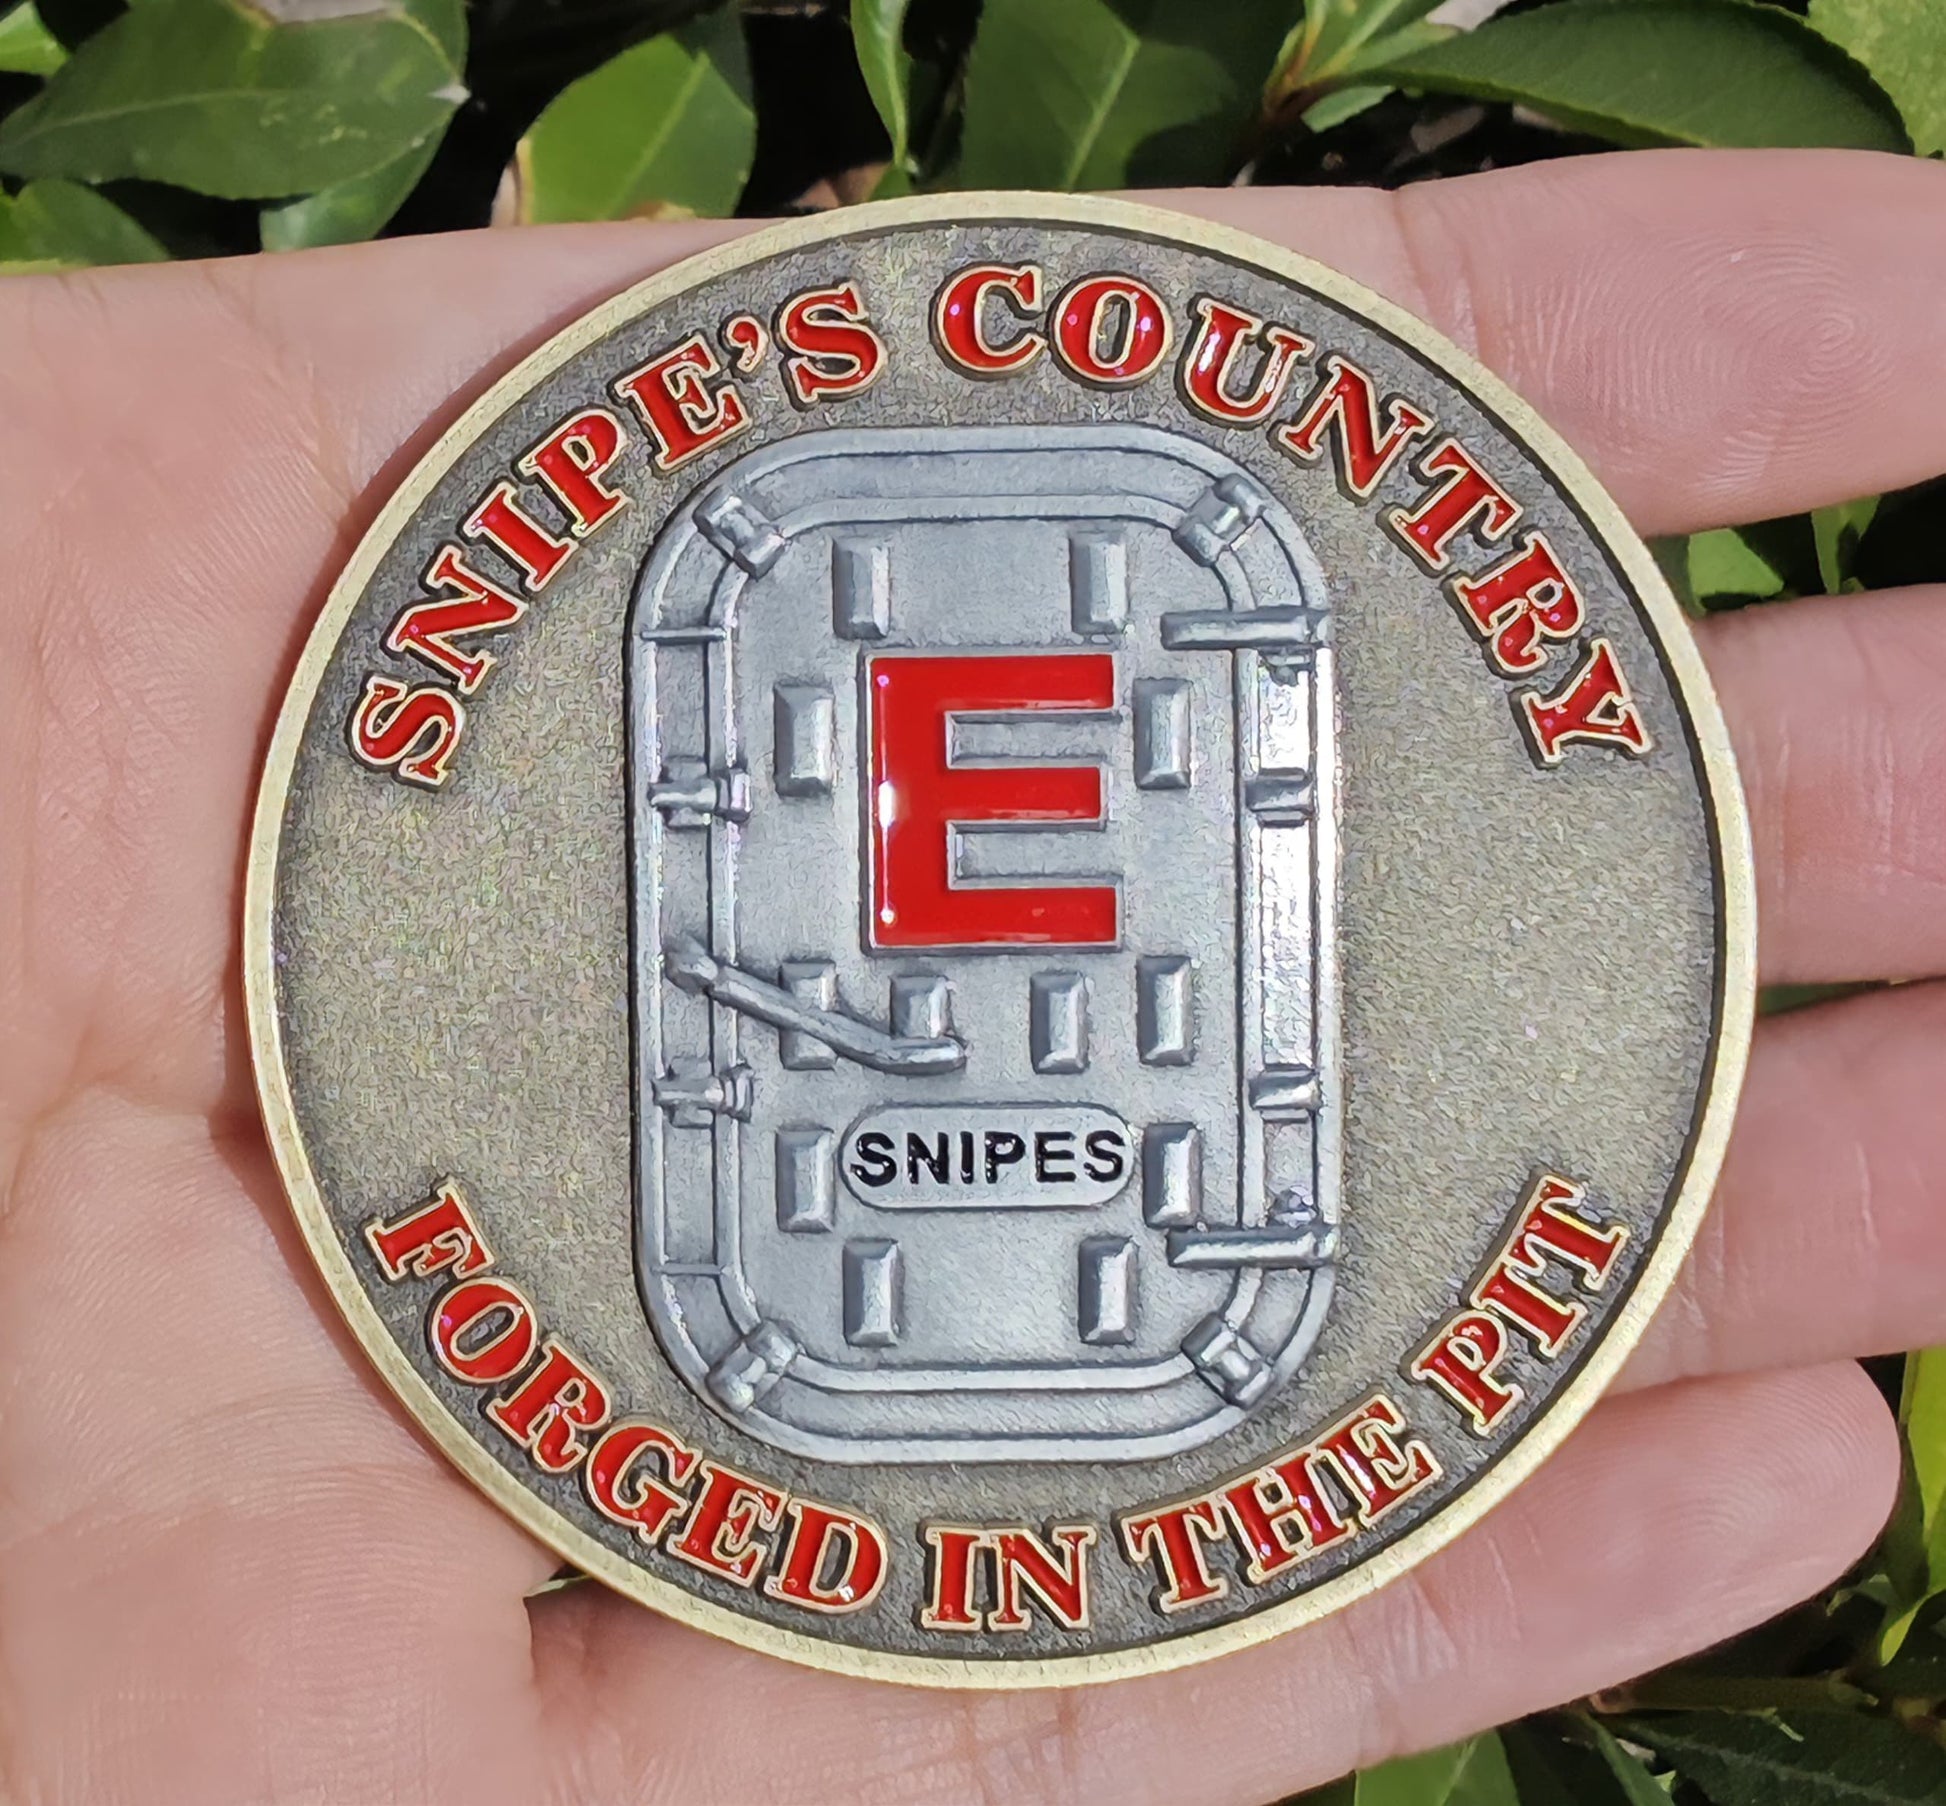 SNIPE'S COUNTRY
E
SNIPES
FORGED IN THE PIT